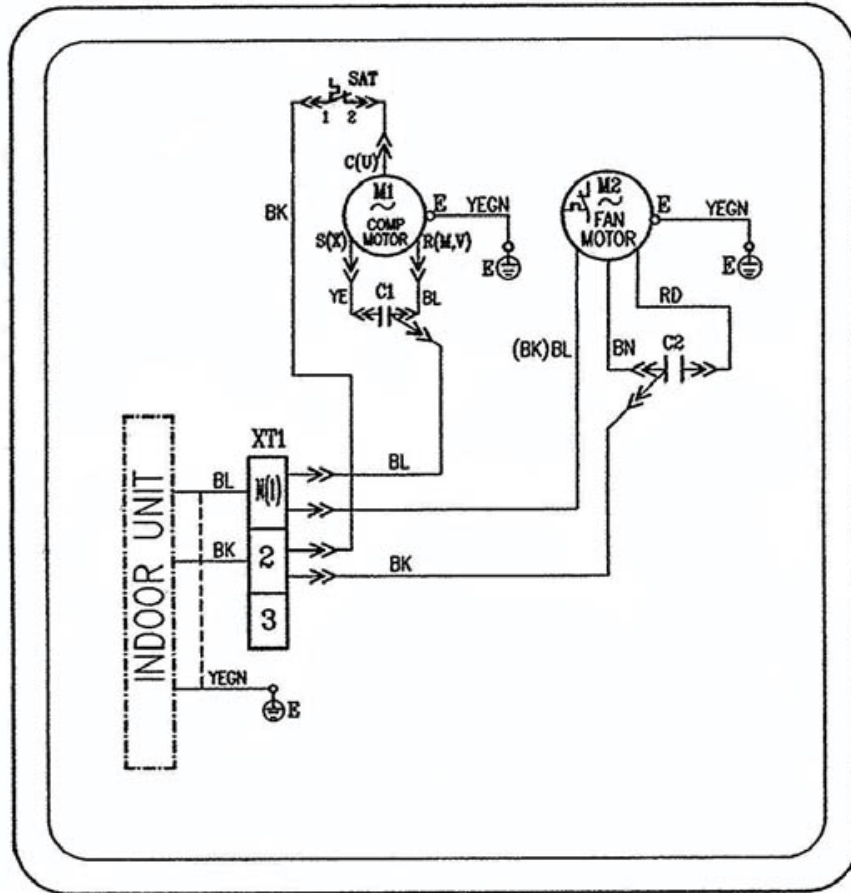 SAT
1 2
C(U)
M1
~
COMP
MOTOR
E
YEGN
BK
S(X)
R(M,V)
E
YE
C1
BL
M2
~
FAN
MOTOR
E
YEGN
E
RD
(BK)BL
BN
C2
XT1
INDOOR UNIT
BL
N(1)
BL
BK
2
BK
3
YEGN
E